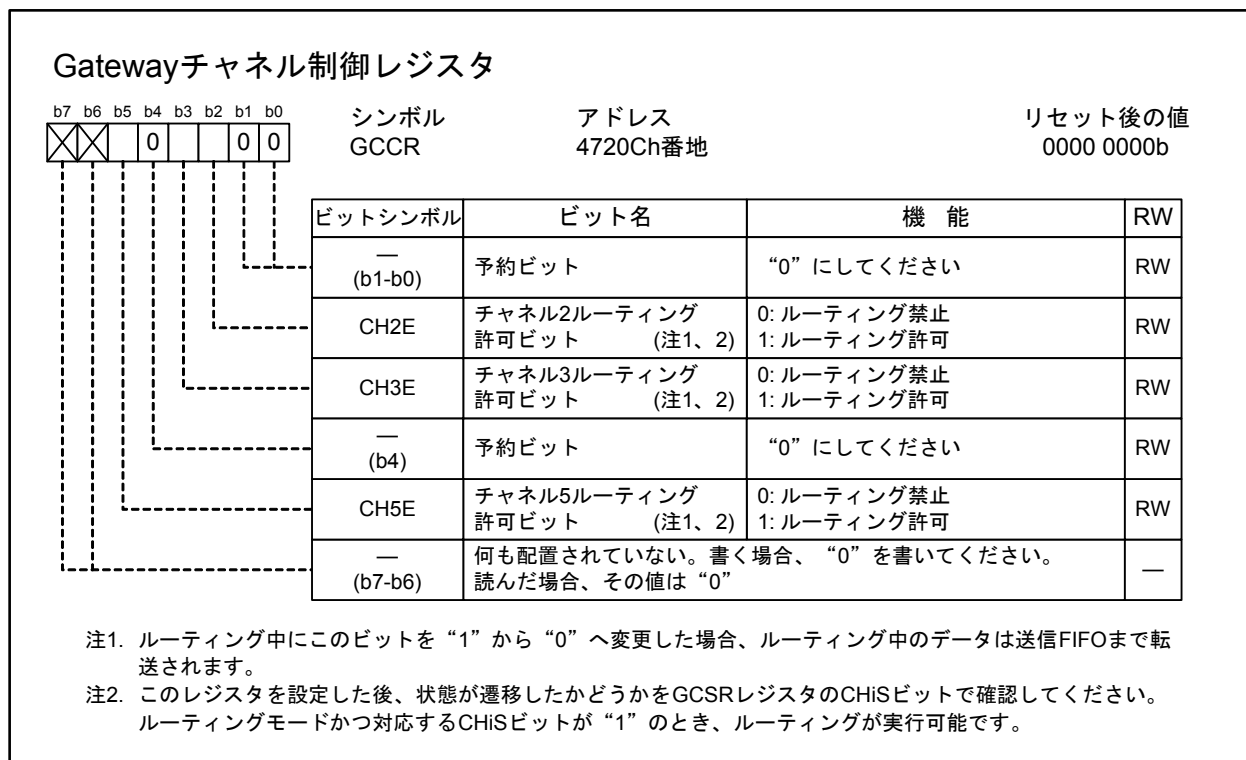 Gatewayチャネル制御レジスタ
b7 b6 b5 b4 b3 b2 b1 b0
0 0 0
シンボル アドレス リセット後の値
GCCR 4720Ch番地 0000 0000b
ビットシンボル ビット名 機 能 RW
—
(b1-b0) 予約ビット “0”にしてください RW
CH2E チャネル2ルーティング 0: ルーティング禁止 RW
許可ビット (注1、2) 1: ルーティング許可
CH3E チャネル3ルーティング 0: ルーティング禁止 RW
許可ビット (注1、2) 1: ルーティング許可
—
(b4) 予約ビット “0”にしてください RW
CH5E チャネル5ルーティング 0: ルーティング禁止 RW
許可ビット (注1、2) 1: ルーティング許可
— 何も配置されていない。書く場合、“0”を書いてください。 —
(b7-b6) 読んだ場合、その値は“0”
注1. ルーティング中にこのビットを“1”から“0”へ変更した場合、ルーティング中のデータは送信FIFOまで転
送されます。
注2. このレジスタを設定した後、状態が遷移したかどうかをGCSRレジスタのCHiSビットで確認してください。
ルーティングモードかつ対応するCHiSビットが“1”のとき、ルーティングが実行可能です。